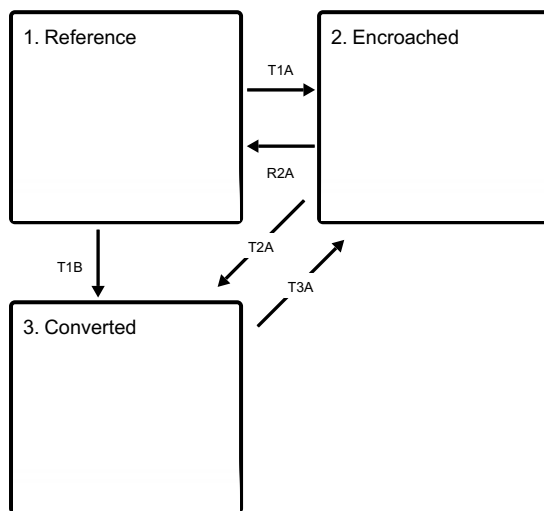 1. Reference
2. Encroached
T1A
R2A
T1B
T2A
T3A
3. Converted